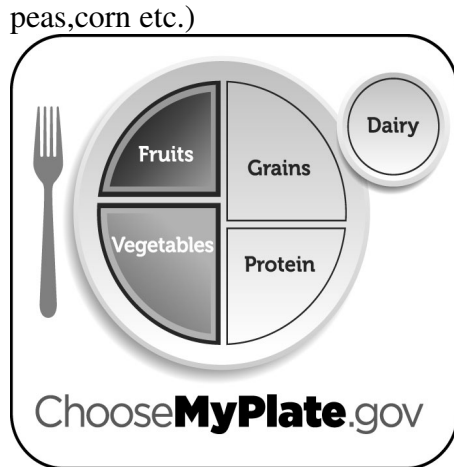 peas,corn etc.)
Fruits
Grains
Dairy
Vegetables
Protein
ChooseMyPlate.gov